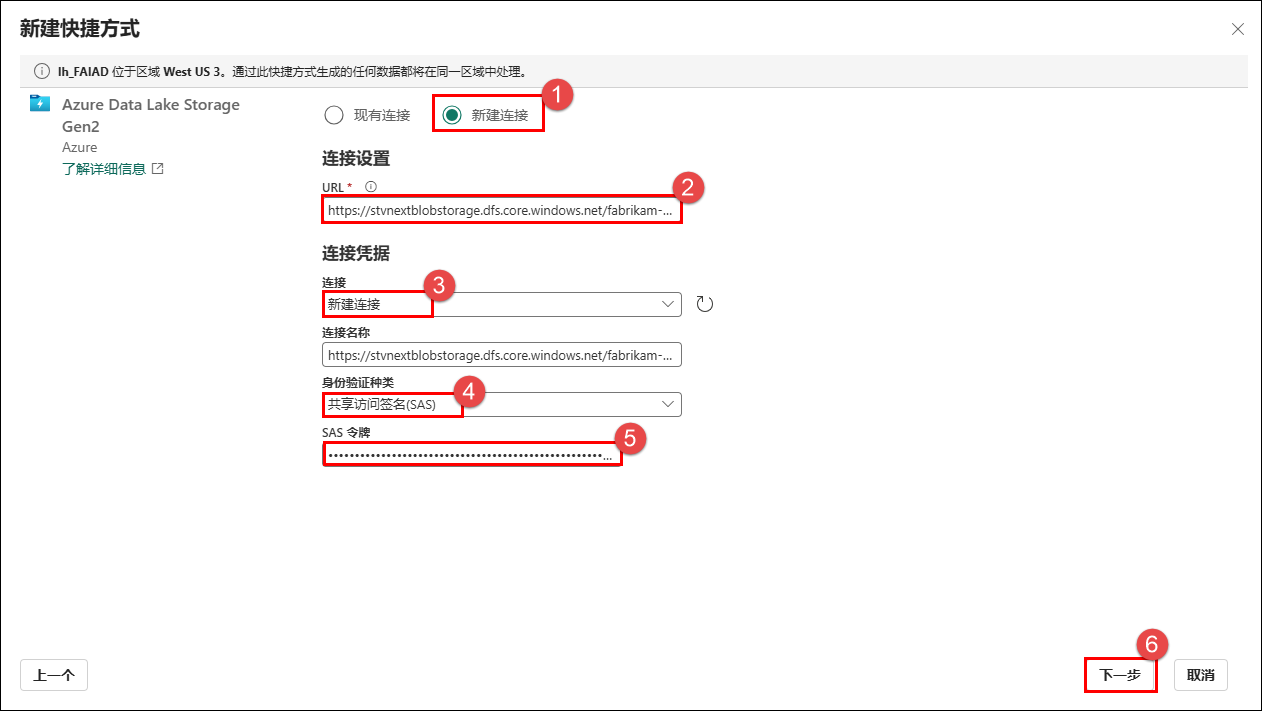 新建快捷方式
lh_FAIAD 位于区域 West US 3。通过此快捷方式生成的任何数据都将在同一区域中处理。
Azure Data Lake Storage
Gen2
Azure
了解详细信息
现有连接
新建连接
1
连接设置
URL *
2
https://stvnextblobstorage.dfs.core.windows.net/fabrikam-...
连接凭据
连接
3
新建连接
连接名称
https://stvnextblobstorage.dfs.core.windows.net/fabrikam-...
身份验证种类
4
共享访问签名(SAS)
SAS 令牌
5
6
上一个
下一步
取消